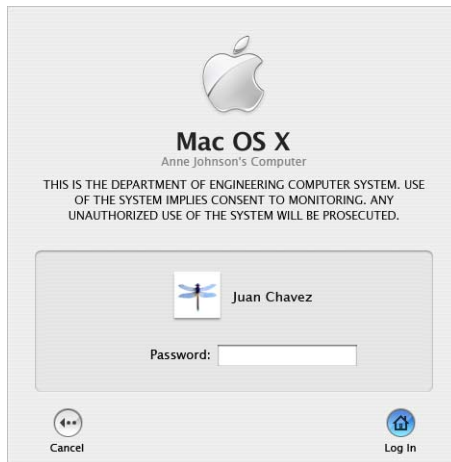 Mac OS X
Anne Johnson's Computer
THIS IS THE DEPARTMENT OF ENGINEERING COMPUTER SYSTEM. USE
OF THE SYSTEM IMPLIES CONSENT TO MONITORING. ANY
UNAUTHORIZED USE OF THE SYSTEM WILL BE PROSECUTED.
Juan Chavez
Password:
Cancel
Log In